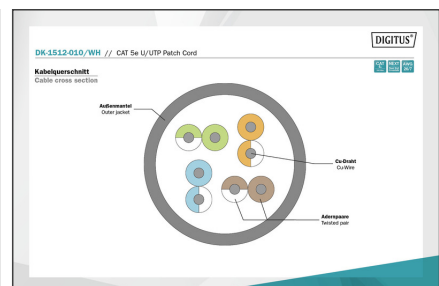 DIGITUS®
DK-1512-010/WH // CAT 5e U/UTP Patch Cord
Kabelquerschnitt
Cable cross section
Außenmantel
Outer jacket
Cu-Draht
Cu-Wire
Adernpaare
Twisted pair